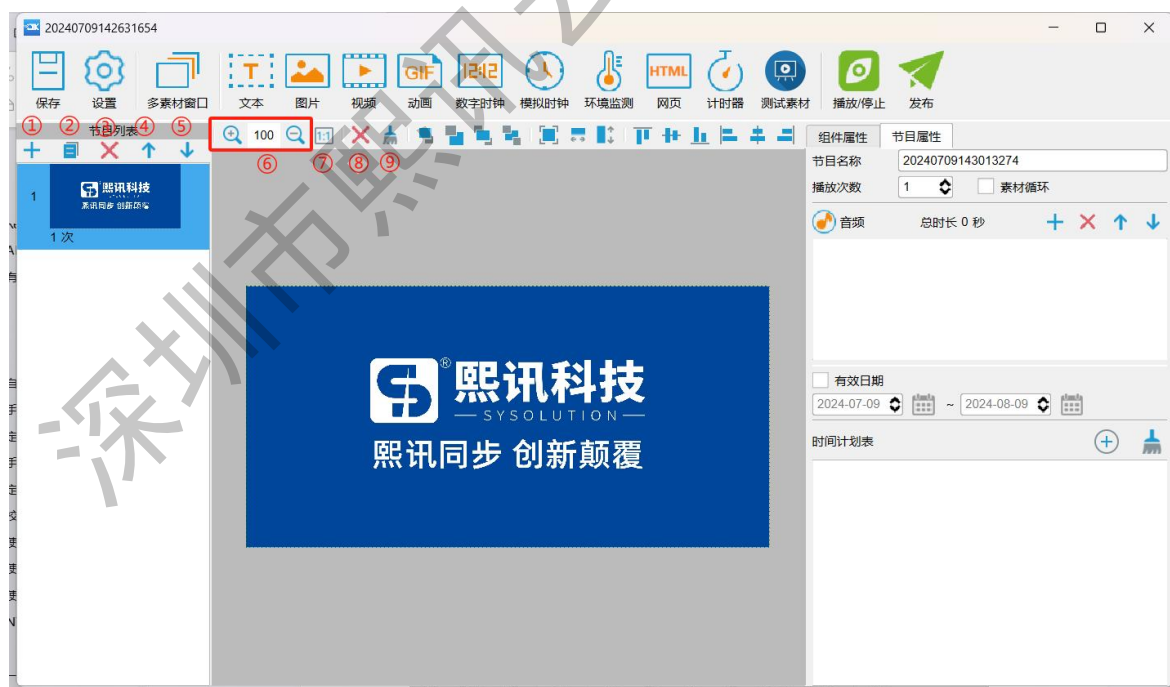 20240709142631654
T
GIF
12:12
HTML
保存
设置
多素材窗口
文本
图片
视频
动画
数字时钟
模拟时钟
环境监测
网页
计时器
测试素材
播放/停止
发布
① ② ③ ④ ⑤
节目列表
100
1:1
⑥ ⑦ ⑧ ⑨
1
熙讯科技
熙讯同步 创新颠覆
1 次
熙讯科技
®
SYSOLUTION
熙讯同步 创新颠覆
组件属性
节目属性
节目名称 20240709143013274
播放次数 1 素材循环
音频 总时长 0 秒
有效日期
2024-07-09 ~ 2024-08-09
时间计划表
深圳市熙讯云